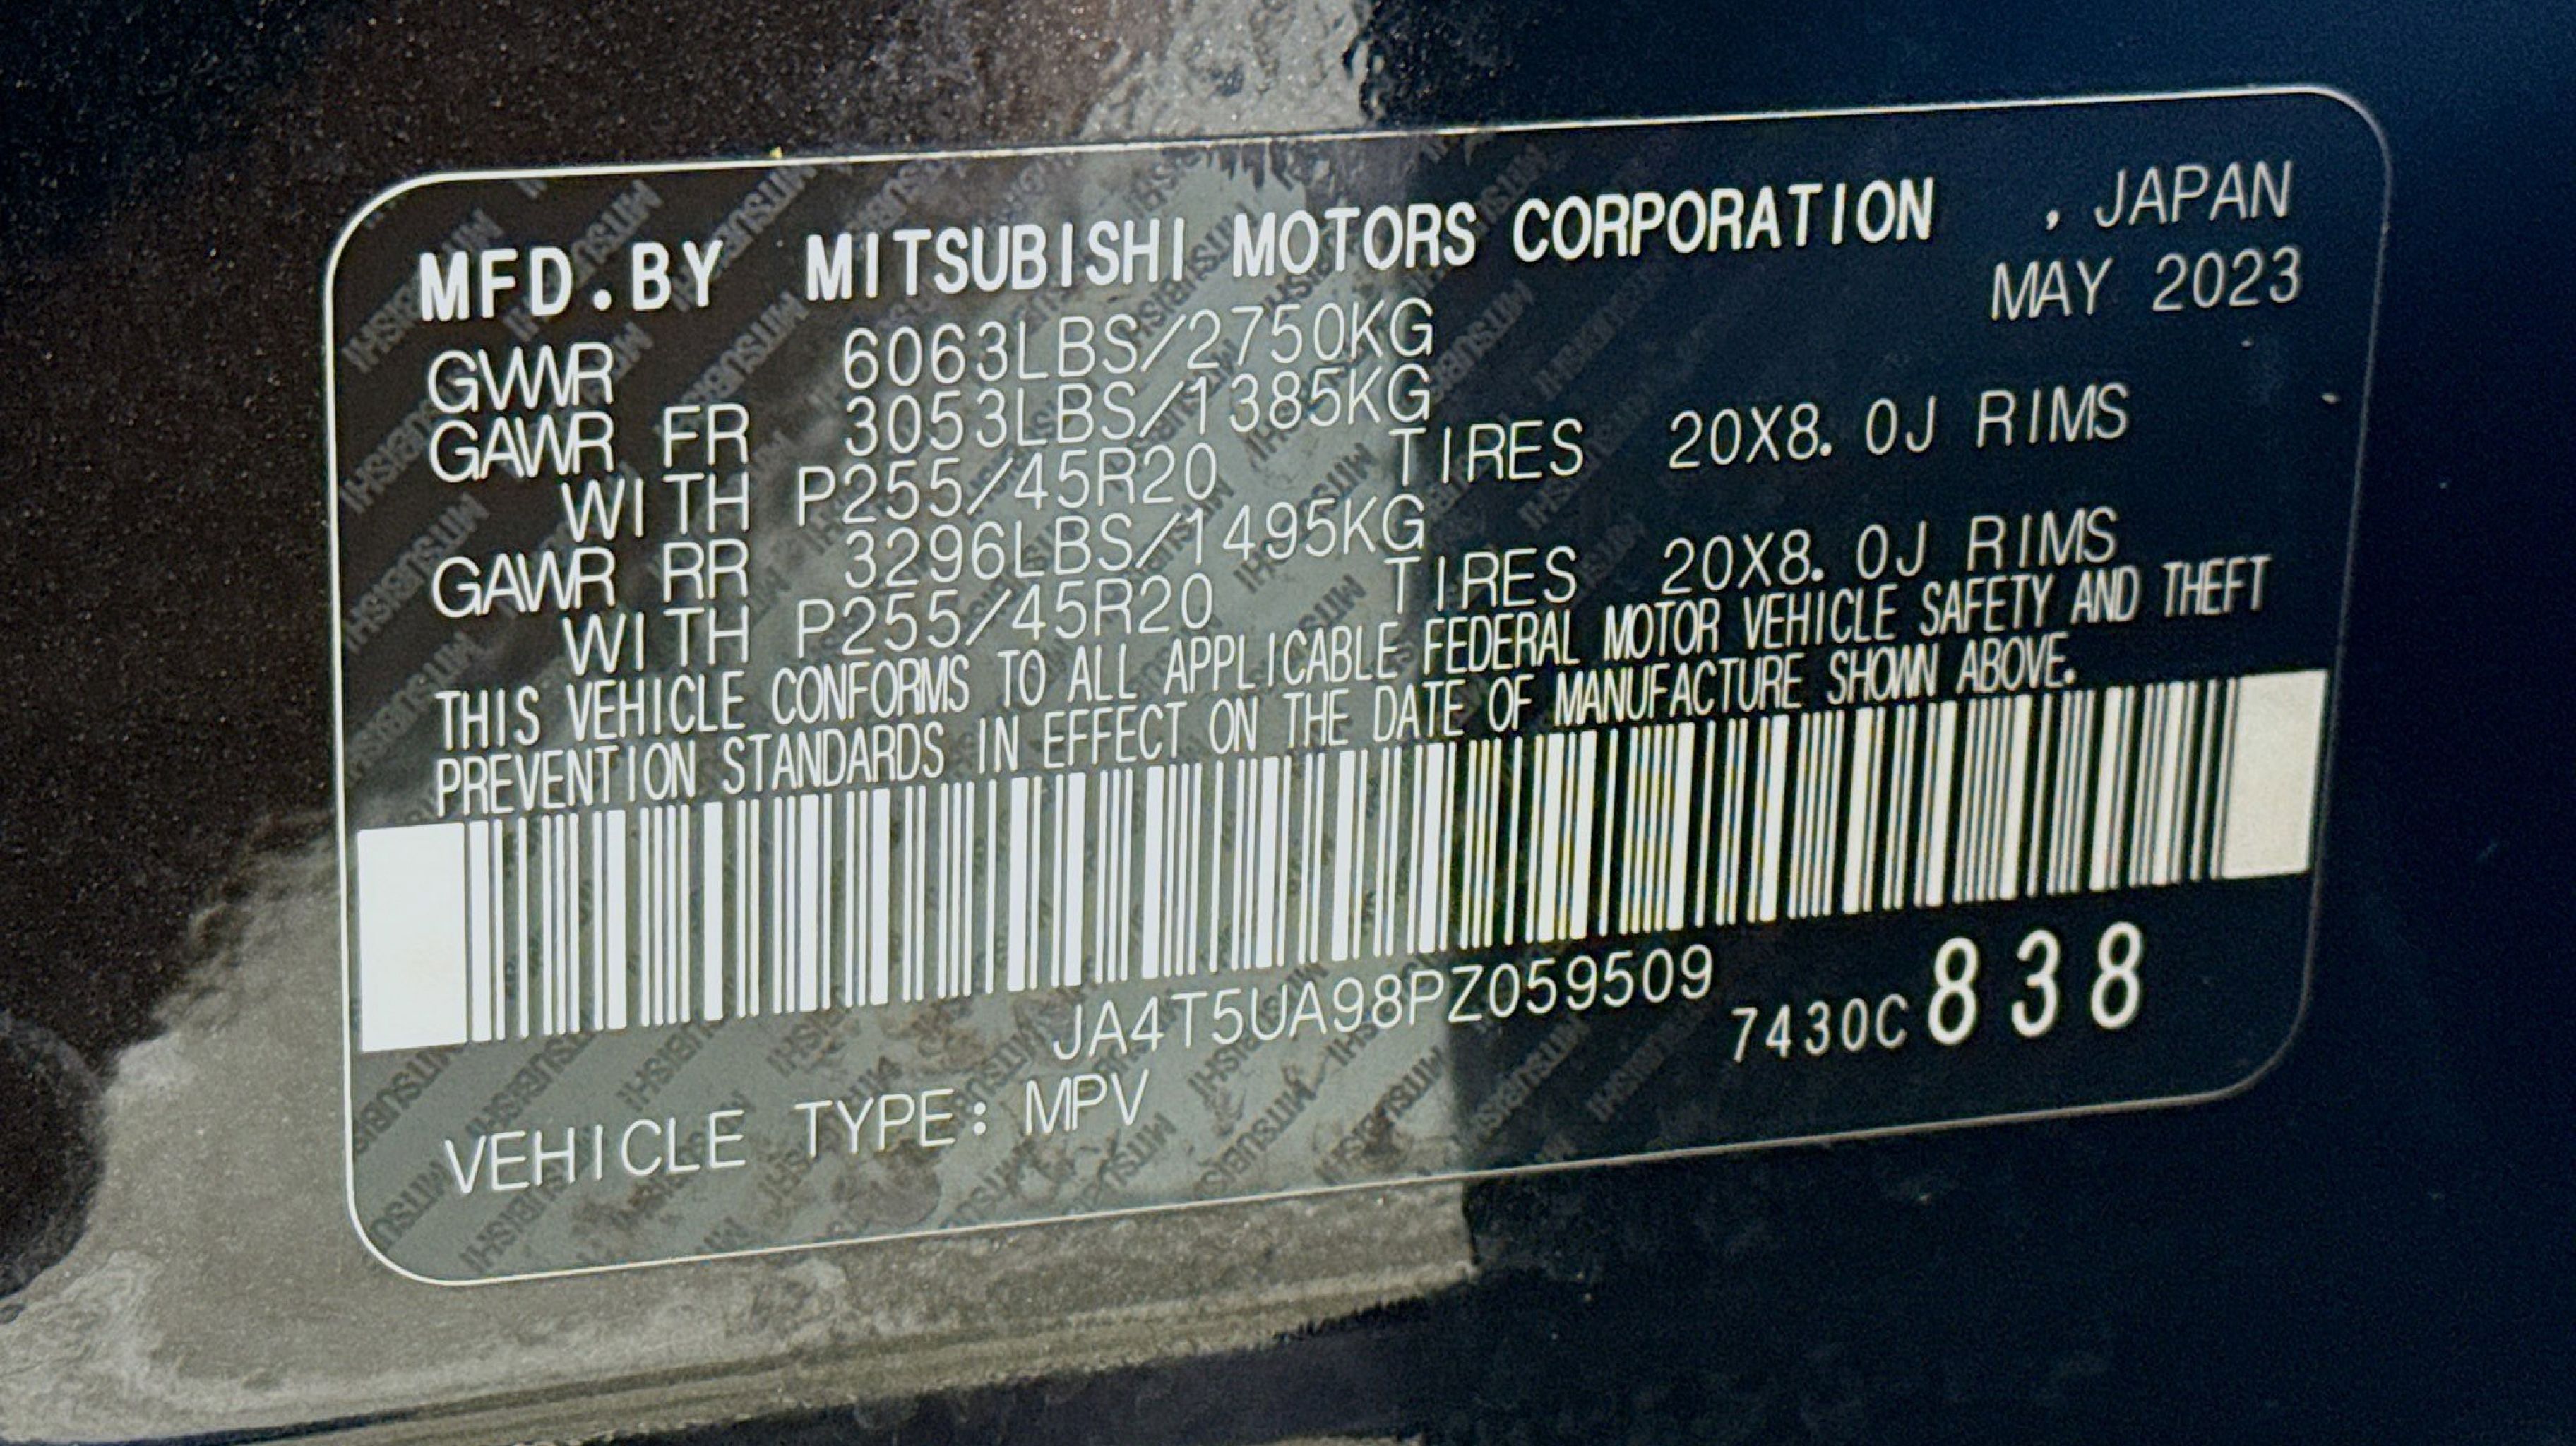 MFD.BY MITSUBISHI MOTORS CORPORATION , JAPAN
MAY 2023
GVWR 6063LBS/2750KG
GAWR FR 3053LBS/1385KG
WITH P255/45R20 TIRES 20X8.0J RIMS
GAWR RR 3296LBS/1495KG
WITH P255/45R20 TIRES 20X8.0J RIMS
THIS VEHICLE CONFORMS TO ALL APPLICABLE FEDERAL MOTOR VEHICLE SAFETY AND THEFT
PREVENTION STANDARDS IN EFFECT ON THE DATE OF MANUFACTURE SHOWN ABOVE.
JA4T5UA98PZ059509
7430C838
VEHICLE TYPE: MPV